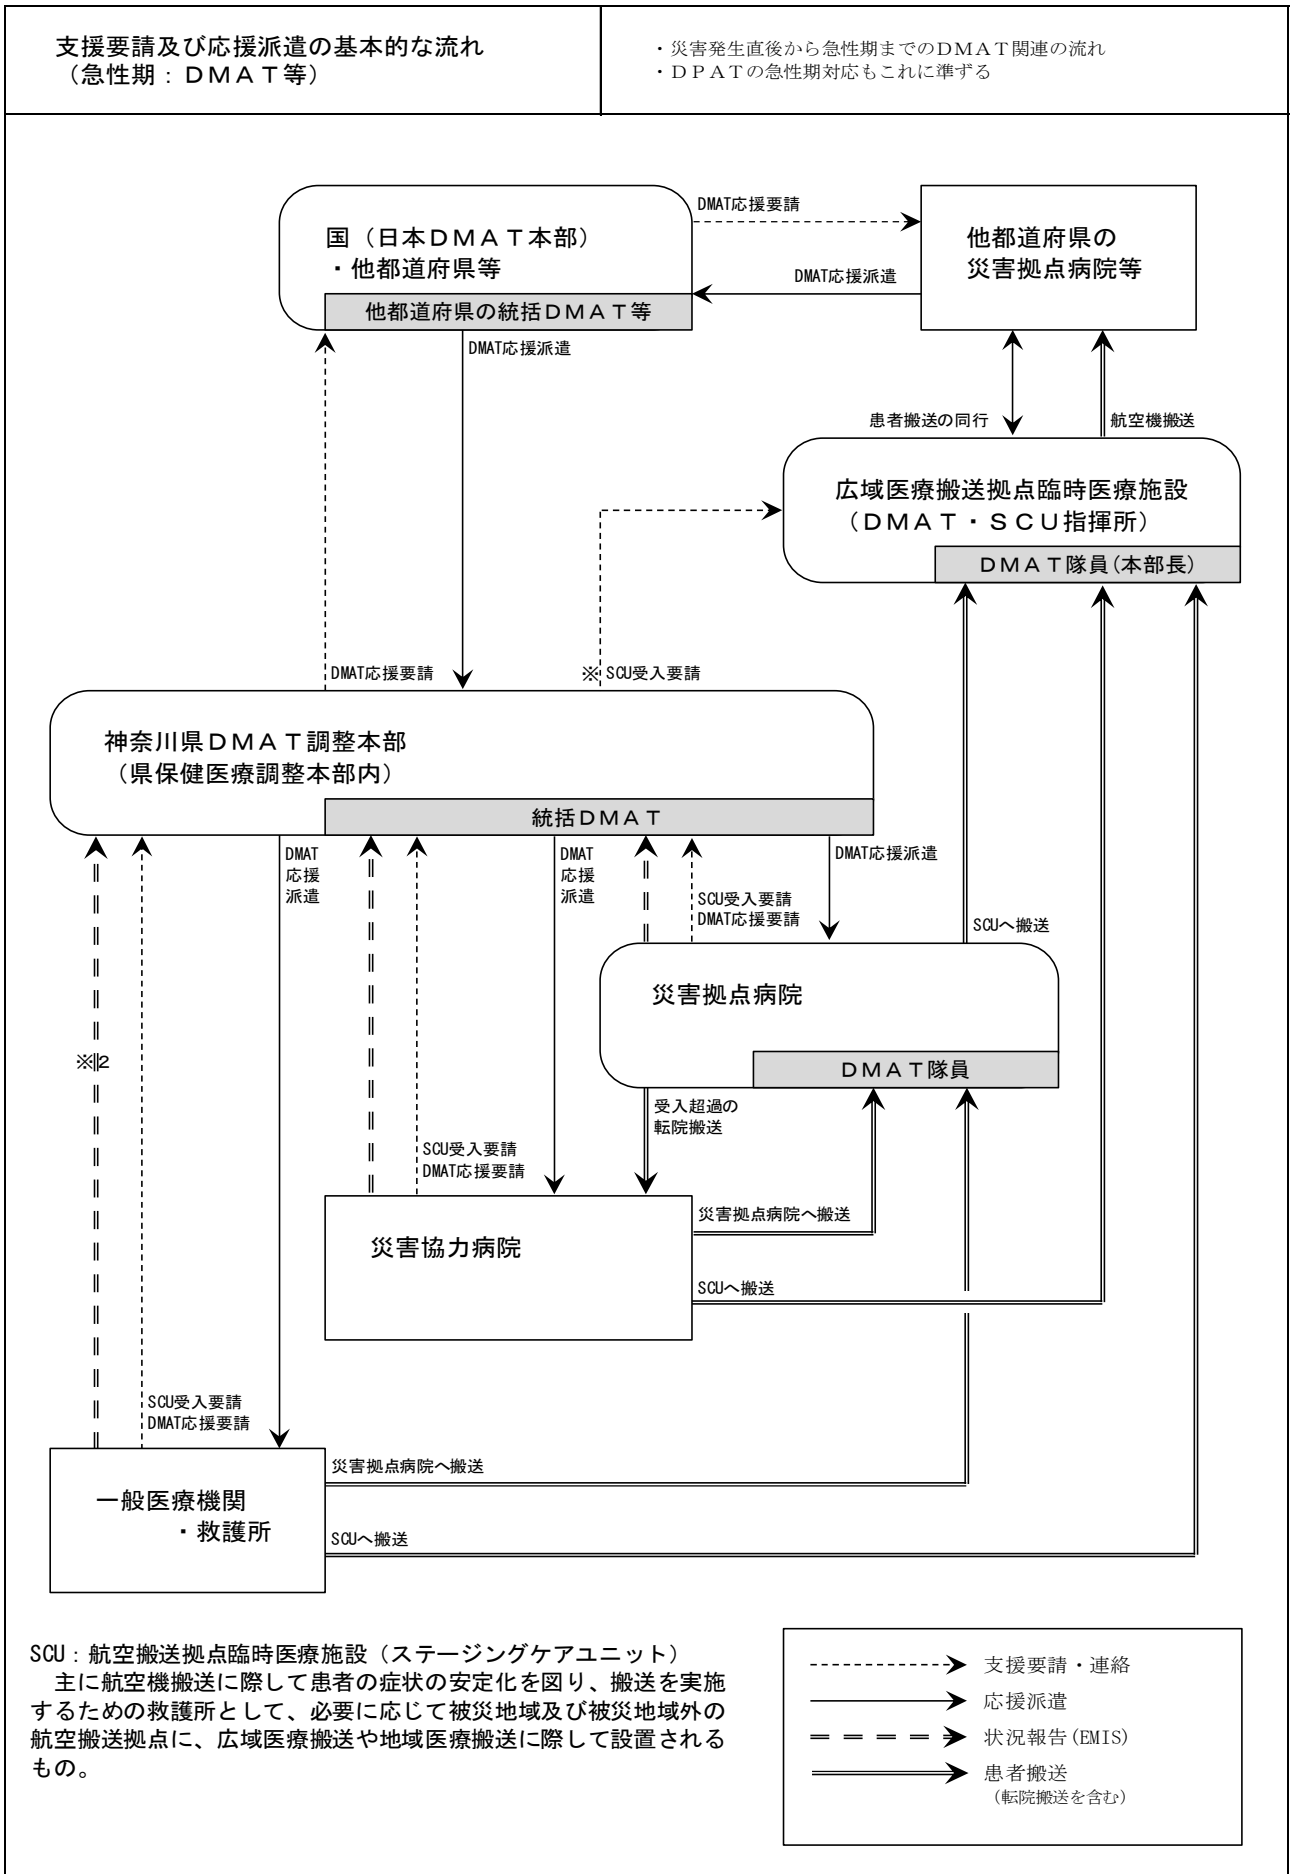 支援要請及び応援派遣の基本的な流れ
（急性期：ＤＭＡＴ等）
・災害発生直後から急性期までのＤＭＡＴ関連の流れ
・ＤＰＡＴの急性期対応もこれに準ずる
国（日本ＤＭＡＴ本部）
・他都道府県等
他都道府県の統括ＤＭＡＴ等
DMAT応援要請
DMAT応援派遣
他都道府県の
災害拠点病院等
DMAT応援派遣
患者搬送の同行
航空機搬送
広域医療搬送拠点臨時医療施設
（ＤＭＡＴ・ＳＣＵ指揮所）
ＤＭＡＴ隊員(本部長)
DMAT応援要請
※ SCU受入要請
神奈川県ＤＭＡＴ調整本部
（県保健医療調整本部内）
統括ＤＭＡＴ
DMAT
応援
派遣
DMAT
応援
派遣
DMAT応援派遣
SCU受入要請
DMAT応援要請
SCUへ搬送
災害拠点病院
ＤＭＡＴ隊員
※2
受入超過の
転院搬送
SCU受入要請
DMAT応援要請
災害協力病院
災害拠点病院へ搬送
SCUへ搬送
SCU受入要請
DMAT応援要請
一般医療機関
・救護所
災害拠点病院へ搬送
SCUへ搬送
SCU：航空搬送拠点臨時医療施設（ステージングケアユニット）
主に航空機搬送に際して患者の症状の安定化を図り、搬送を実施
するための救護所として、必要に応じて被災地域及び被災地域外の
航空搬送拠点に、広域医療搬送や地域医療搬送に際して設置される
もの。
支援要請・連絡
応援派遣
状況報告(EMIS)
患者搬送
（転院搬送を含む）